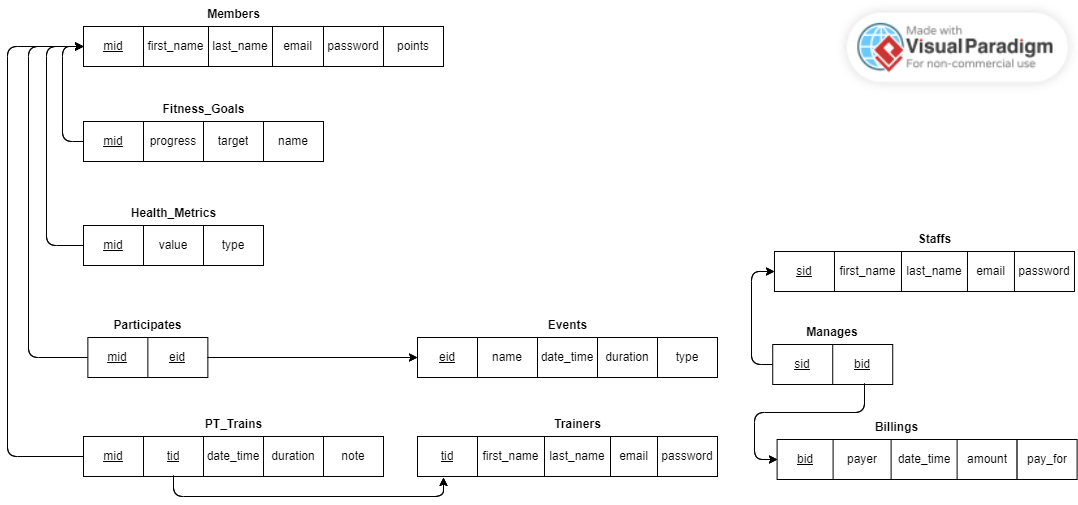 Members
mid first_name last_name email password points
Made with
Visual Paradigm
For non-commercial use
Fitness_Goals
mid progress target name
Health_Metrics
mid value type
Staffs
sid first_name last_name email password
Participates
mid eid
Events
eid name date_time duration type
Manages
sid bid
PT_Trains
mid tid date_time duration note
Trainers
tid first_name last_name email password
Billings
bid payer date_time amount pay_for